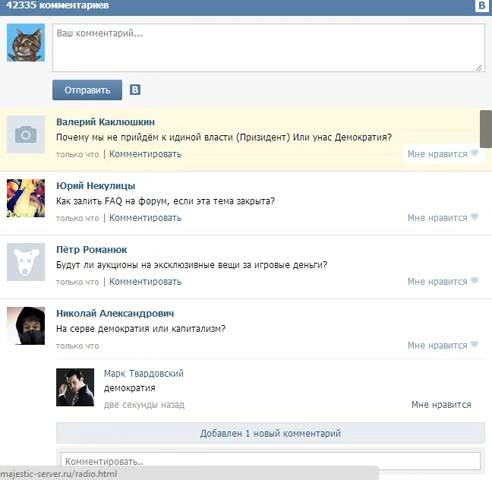 42335 комментариев
В
Ваш комментарий...
Отправить
В
Валерий Каклюшкин
Почему мы не прийдём к идиной власти (Призидент) Или унас Демократия?
только что | Комментировать
Мне нравится
Юрий Некулицы
Как залить FAQ на форум, если эта тема закрыта?
только что | Комментировать
Мне нравится
Пётр Романюк
Будут ли аукционы на эксклюзивные вещи за игровые деньги?
только что | Комментировать
Мне нравится
Николай Александрович
На серве демократия или капитализм?
только что
Мне нравится
Марк Твардовский
демократия
две секунды назад
Мне нравится
Добавлен 1 новый комментарий
Комментировать..
majestic-server.ru/radio.html